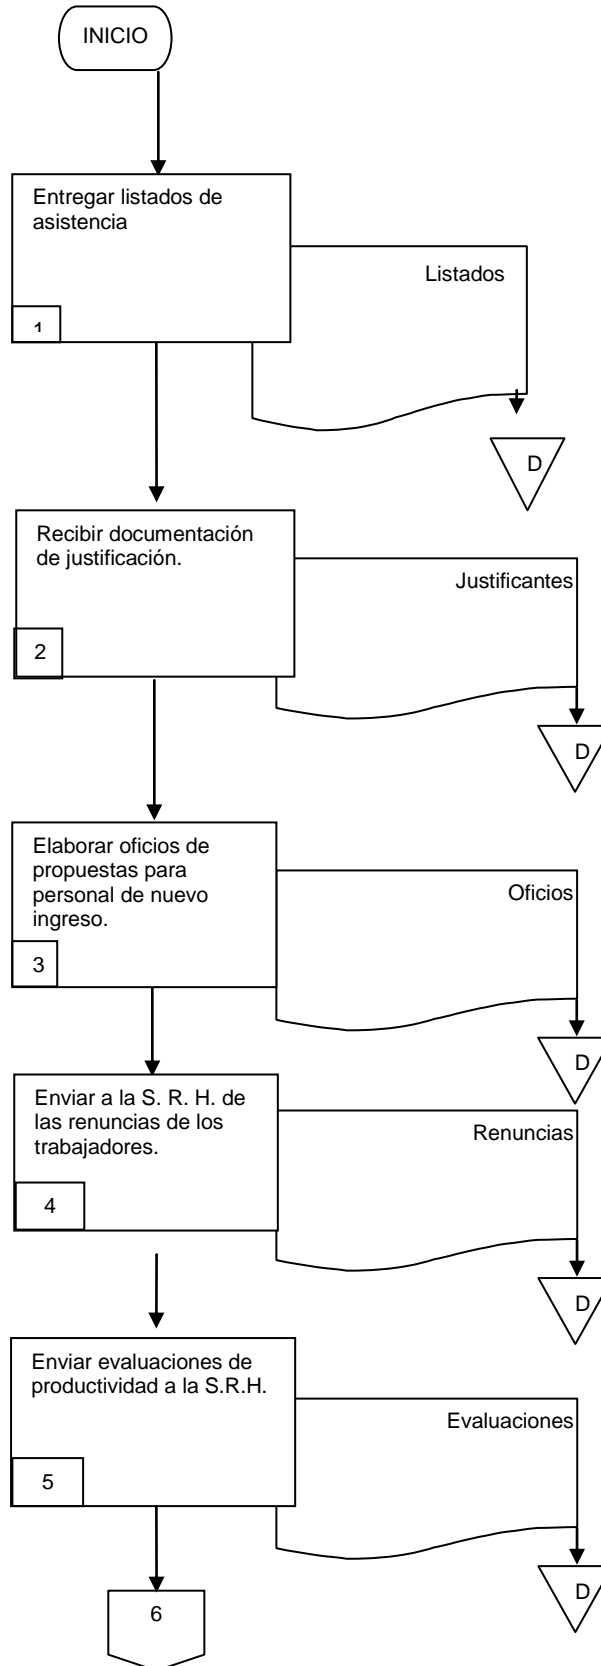 INICIO
Entregar listados de
asistencia
Listados
1
D
Recibir documentación
de justificación.
Justificantes
2
D
Elaborar oficios de
propuestas para
personal de nuevo
ingreso.
Oficios
3
D
Enviar a la S. R. H. de
las renuncias de los
trabajadores.
Renuncias
4
D
Enviar evaluaciones de
productividad a la S.R.H.
Evaluaciones
5
D
6